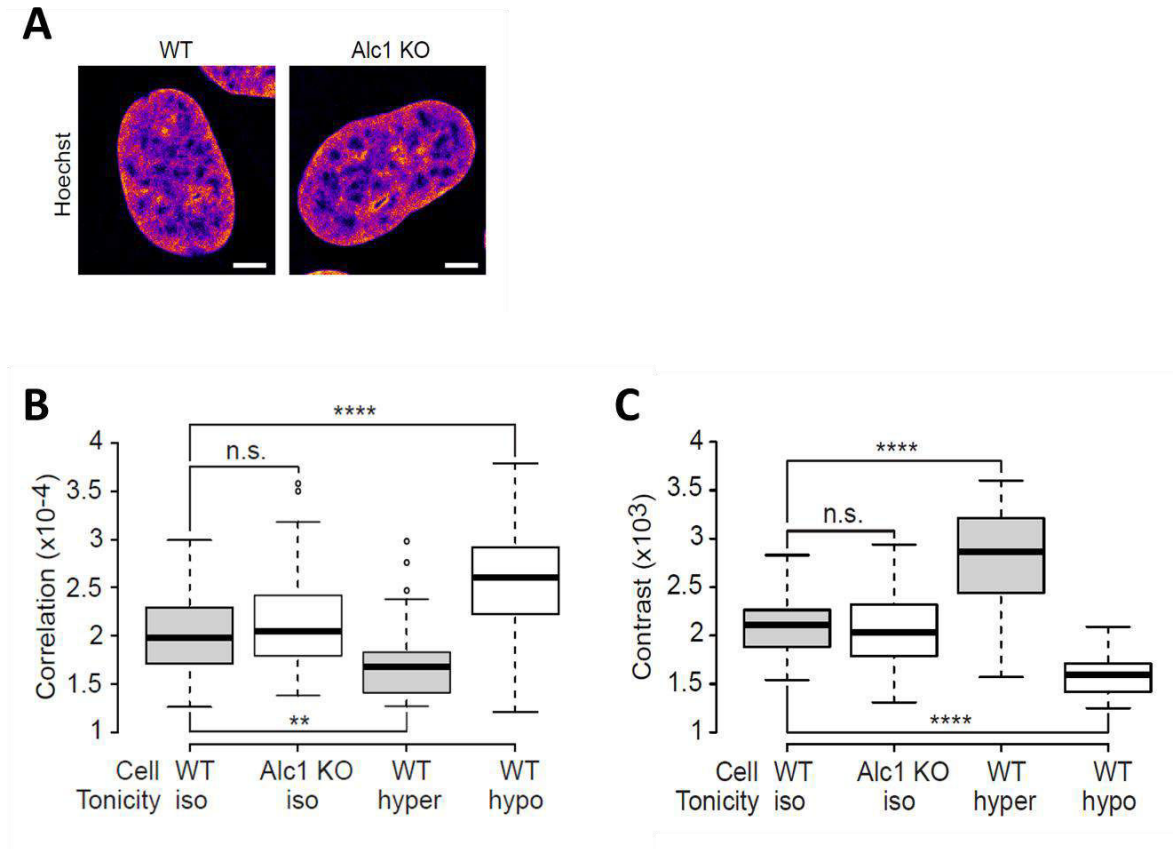 A
WT Alc1 KO
Hoechst
B
Correlation (x10-4)
4
3.5
3
2.5
2
1.5
1
****
n.s.
**
Cell WT Alc1 KO WT WT
Tonicity iso iso hyper hypo
C
Contrast (x10³)
4
3.5
3
2.5
2
1.5
1
****
n.s.
****
Cell WT Alc1 KO WT WT
Tonicity iso iso hyper hypo